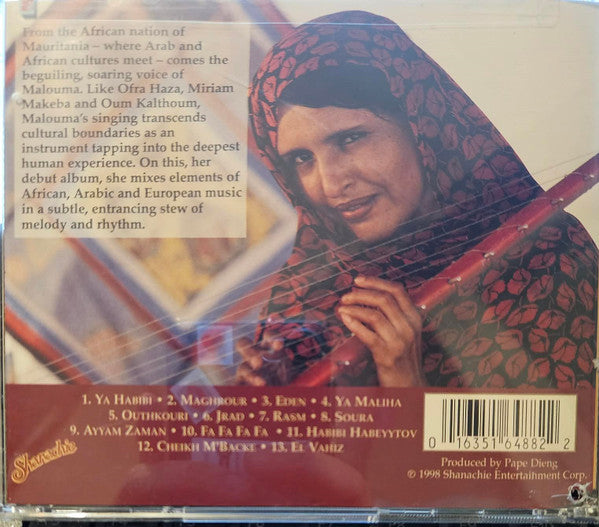 From the African nation of
Mauritania – where Arab and
African cultures meet – comes the
beguiling, soaring voice of
Malouma. Like Ofra Haza, Miriam
Makeba and Oum Kalthoum,
Malouma's singing transcends
cultural boundaries as an
instrument tapping into the deepest
human experience. On this, her
debut album, she mixes elements of
African, Arabic and European music
in a subtle, entrancing stew of
melody and rhythm.
1. Ya Habibi • 2. Maghrour • 3. Eden • 4. Ya Maliha
5. Outhkouri • 6. Jrad • 7. Rasm • 8. Soura
9. Ayyam Zaman • 10. Fa Fa Fa Fa • 11. Habibi Habeyytov
12. Cheikh M'Backe • 13. El Vahiz
Shanachie
0 16351 64882 2
Produced by Pape Dieng
© 1998 Shanachie Entertainment Corp.